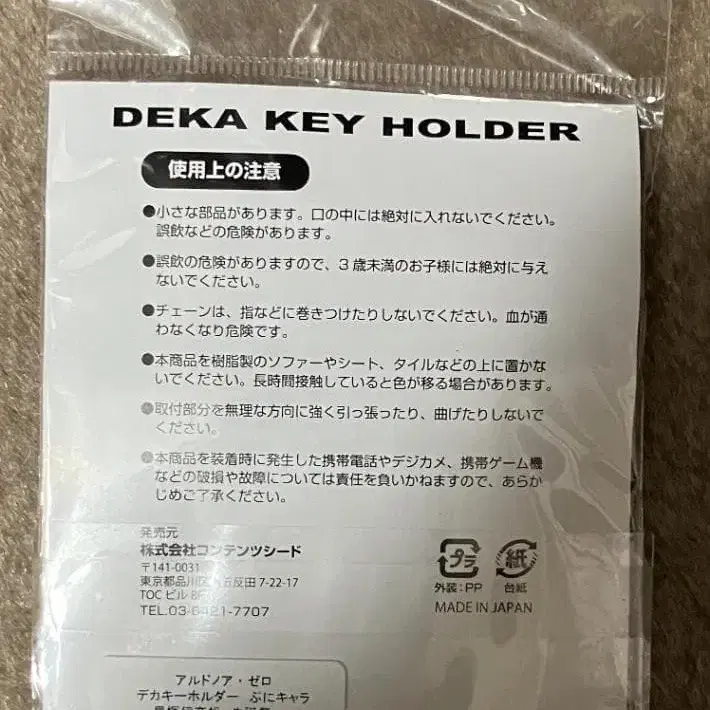 DEKA KEY HOLDER
使用上の注意
●小さな部品があります。口の中には絶対に入れないでください。
誤飲などの危険があります。
●誤飲の危険がありますので、3歳未満のお子様には絶対に与え
ないでください。
●チェーンは、指などに巻きつけたりしないでください。血が通
わなくなり危険です。
●本商品を樹脂製のソファーやシート、タイルなどの上に置かな
いでください。長時間接触していると色が移る場合があります。
●取付部分を無理な方向に強く引っ張ったり、曲げたりしないで
ください。
●本商品を装着時に発生した携帯電話やデジカメ、携帯ゲーム機
などの破損や故障については責任を負いかねますので、あらか
じめご了承ください。
発売元
株式会社コンテンツシード
〒141-0031
東京都品川区 五反田 7-22-17
TOC ビル
TEL.03-6421-7707
プラ
外装:PP
紙
台紙
MADE IN JAPAN
アルドノア・ゼロ
デカキーホルダー ぷにキャラ